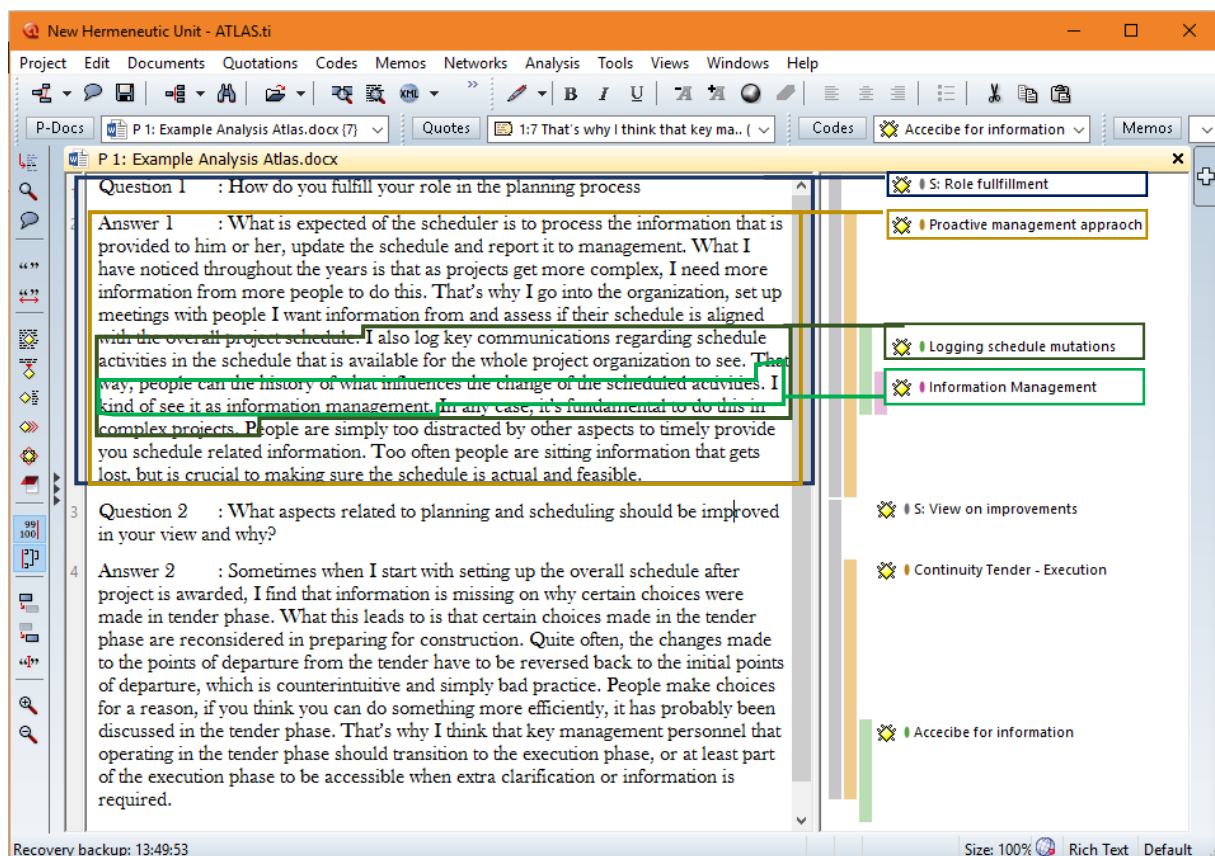 New Hermeneutic Unit - ATLAS.ti
Project Edit Documents Quotations Codes Memos Networks Analysis Tools Views Windows Help
XML » B I U A A
P-Docs P 1: Example Analysis Atlas.docx {7} Quotes 1:7 That's why I think that key ma.. ( Codes Accecibe for information Memos
P 1: Example Analysis Atlas.docx
1 Question 1 : How do you fulfill your role in the planning process
S: Role fullfillment
2 Answer 1 : What is expected of the scheduler is to process the information that is
Proactive management appraoch
provided to him or her, update the schedule and report it to management. What I
have noticed throughout the years is that as projects get more complex, I need more
information from more people to do this. That's why I go into the organization, set up
meetings with people I want information from and assess if their schedule is aligned
with the overall project schedule. I also log key communications regarding schedule
Logging schedule mutations
activities in the schedule that is available for the whole project organization to see. That
way, people can the history of what influences the change of the scheduled activities. I
Information Management
kind of see it as information management. In any case, it's fundamental to do this in
complex projects. People are simply too distracted by other aspects to timely provide
you schedule related information. Too often people are sitting information that gets
lost, but is crucial to making sure the schedule is actual and feasible.
3 Question 2 : What aspects related to planning and scheduling should be improved
S: View on improvements
in your view and why?
4 Answer 2 : Sometimes when I start with setting up the overall schedule after
Continuity Tender - Execution
project is awarded, I find that information is missing on why certain choices were
made in tender phase. What this leads to is that certain choices made in the tender
phase are reconsidered in preparing for construction. Quite often, the changes made
to the points of departure from the tender have to be reversed back to the initial points
of departure, which is counterintuitive and simply bad practice. People make choices
for a reason, if you think you can do something more efficiently, it has probably been
discussed in the tender phase. That's why I think that key management personnel that
Accecibe for information
operating in the tender phase should transition to the execution phase, or at least part
of the execution phase to be accessible when extra clarification or information is
required.
99
100
Recovery backup: 13:49:53 Size: 100% Rich Text Default